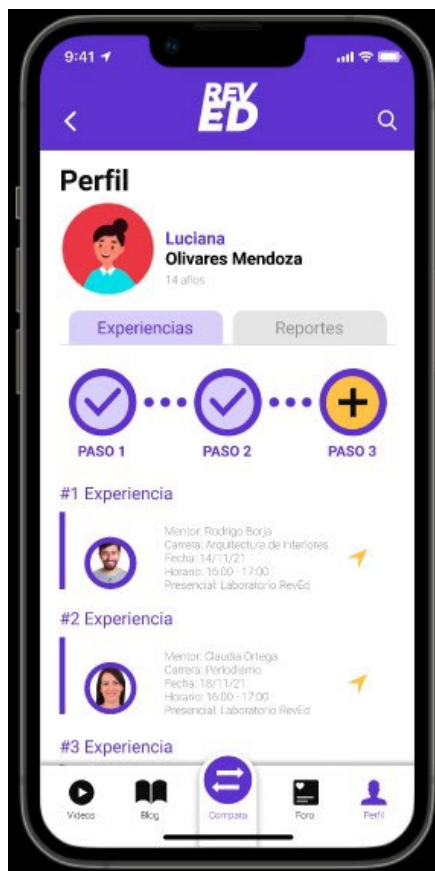 9:41
REV
ED
Perfil
Luciana
Olivares Mendoza
14 años
Experiencias
Reportes
PASO 1
PASO 2
PASO 3
#1 Experiencia
Mentor: Rodrigo Borja
Carrera: Arquitectura de Interiores
Fecha: 14/11/21
Horario: 16:00 - 17:00
Presencial: Laboratorio RevEd
#2 Experiencia
Mentor: Claudia Ortega
Carrera: Periodismo
Fecha: 18/11/21
Horario: 16:00 - 17:00
Presencial: Laboratorio RevEd
#3 Experiencia
Videos
Blog
Compara
Foro
Perfil